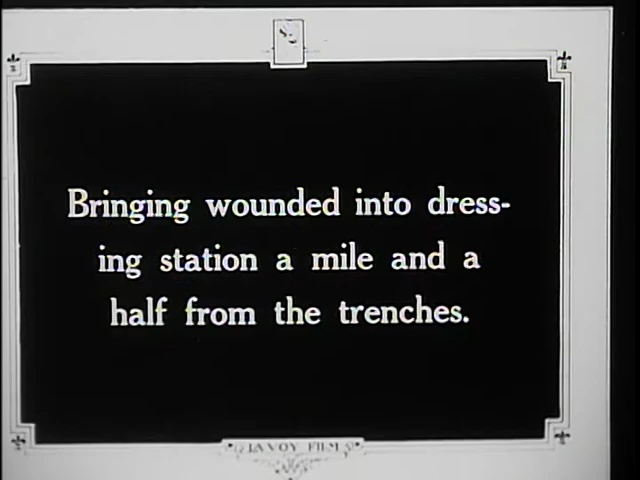 Bringing wounded into dress-
ing station a mile and a
half from the trenches.